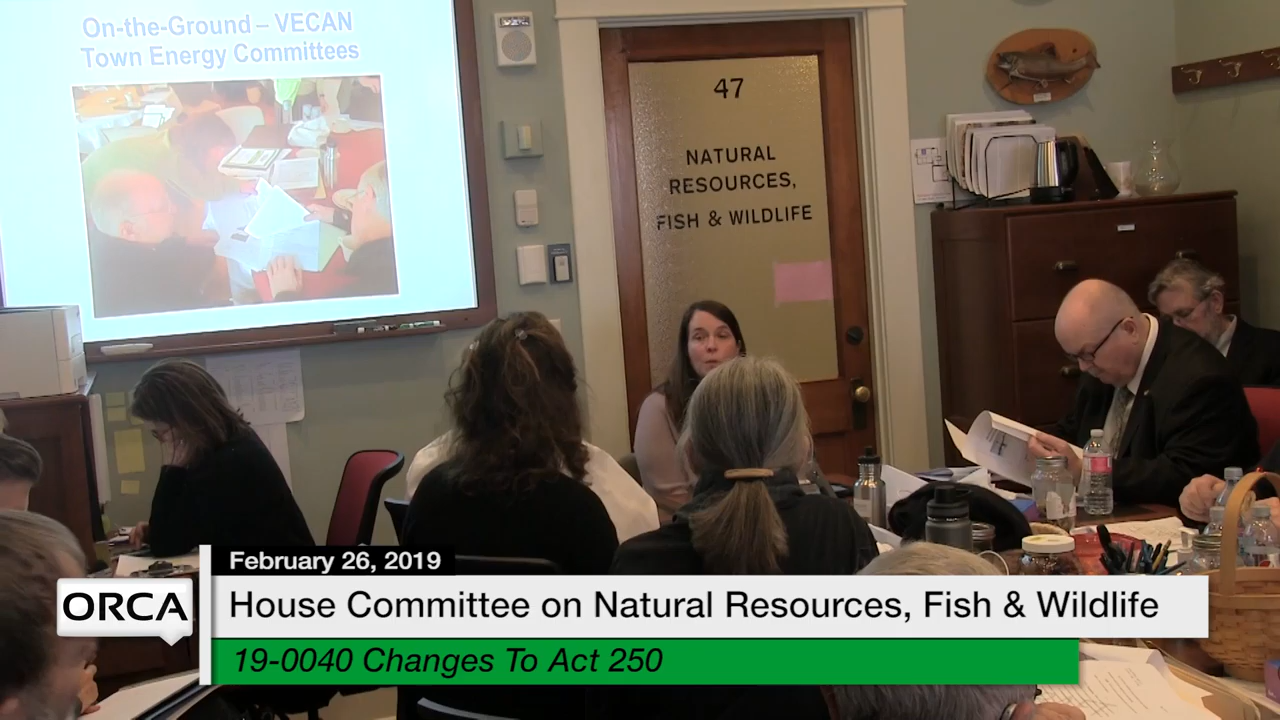 On-the-Ground – VECAN
Town Energy Committees
47
NATURAL
RESOURCES,
FISH & WILDLIFE
February 26, 2019
ORCA
House Committee on Natural Resources, Fish & Wildlife
19-0040 Changes To Act 250